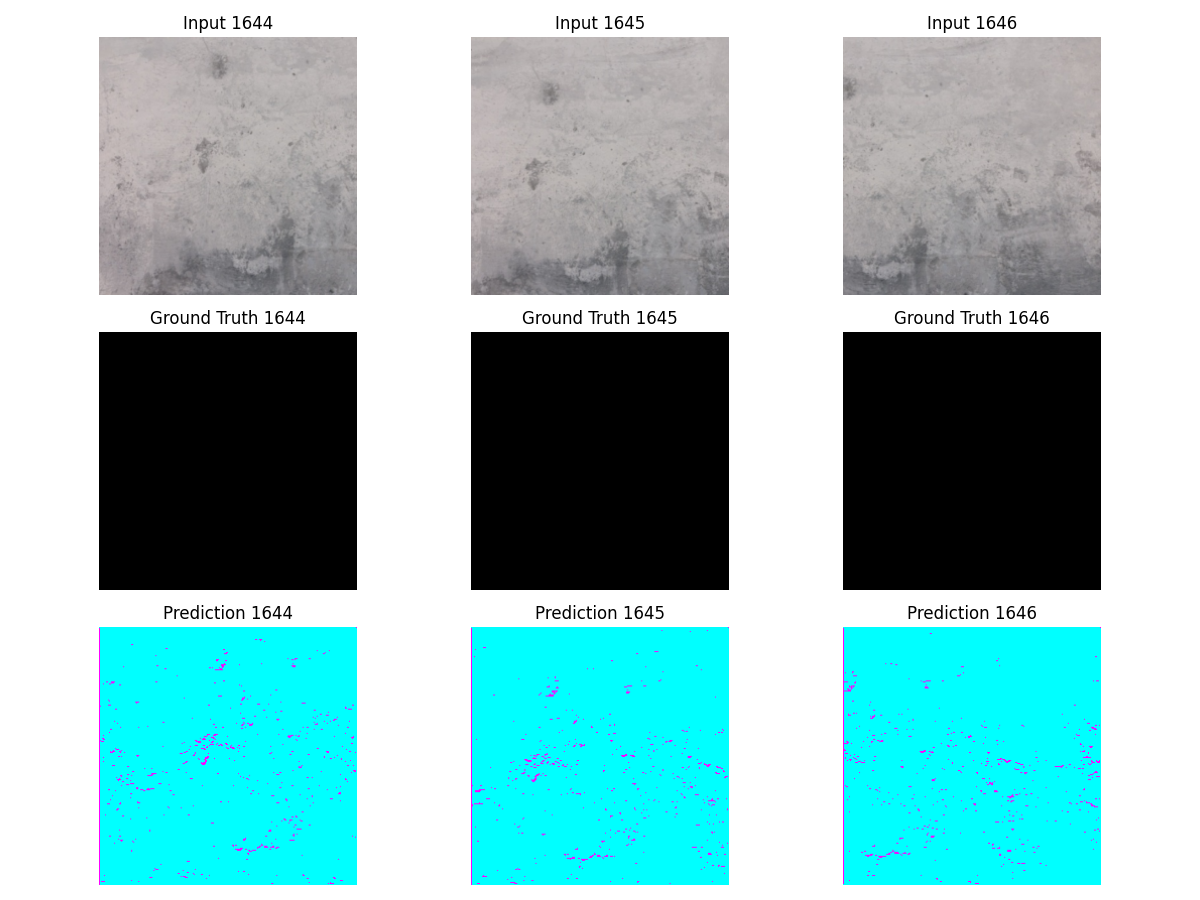 Input 1644
Input 1645
Input 1646
Ground Truth 1644
Ground Truth 1645
Ground Truth 1646
Prediction 1644
Prediction 1645
Prediction 1646